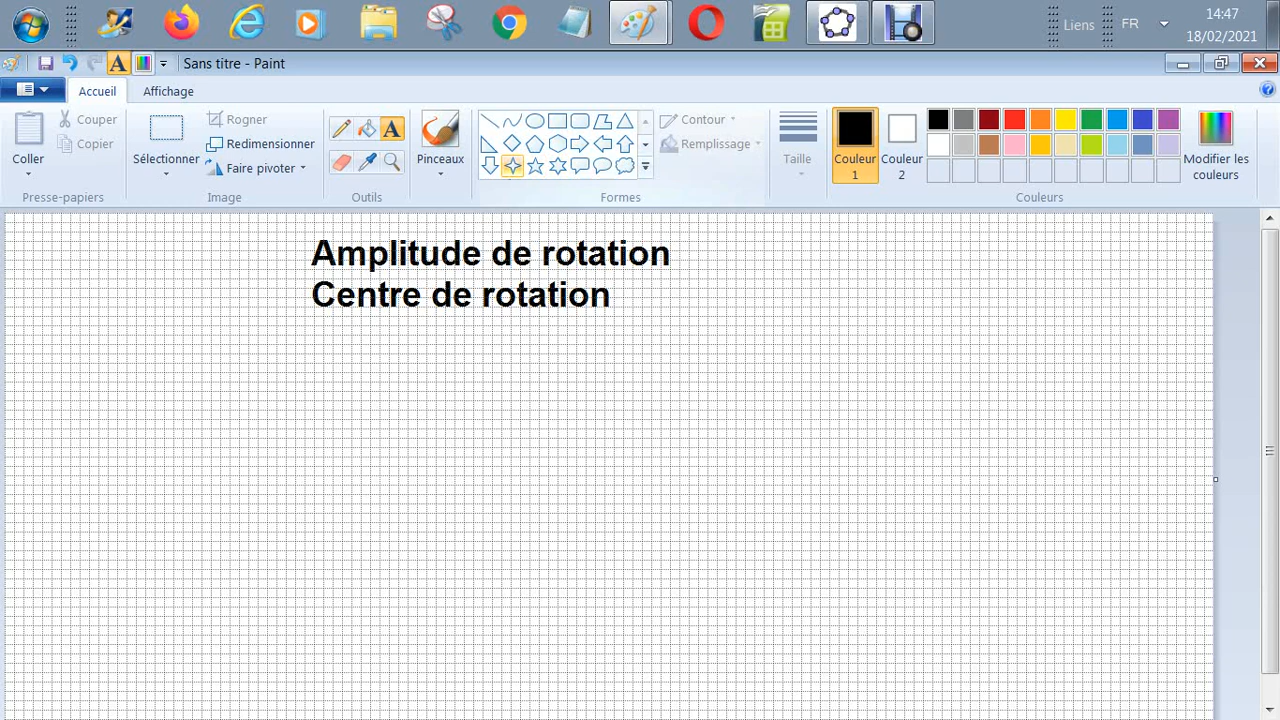 Liens
FR
14:47
18/02/2021
Sans titre - Paint
Accueil
Affichage
Coller
Couper
Copier
Presse-papiers
Sélectionner
Rogner
Redimensionner
Faire pivoter
Image
Outils
Pinceaux
Contour
Remplissage
Formes
Taille
Couleur
1
Couleur
2
Modifier les
couleurs
Couleurs
Amplitude de rotation
Centre de rotation